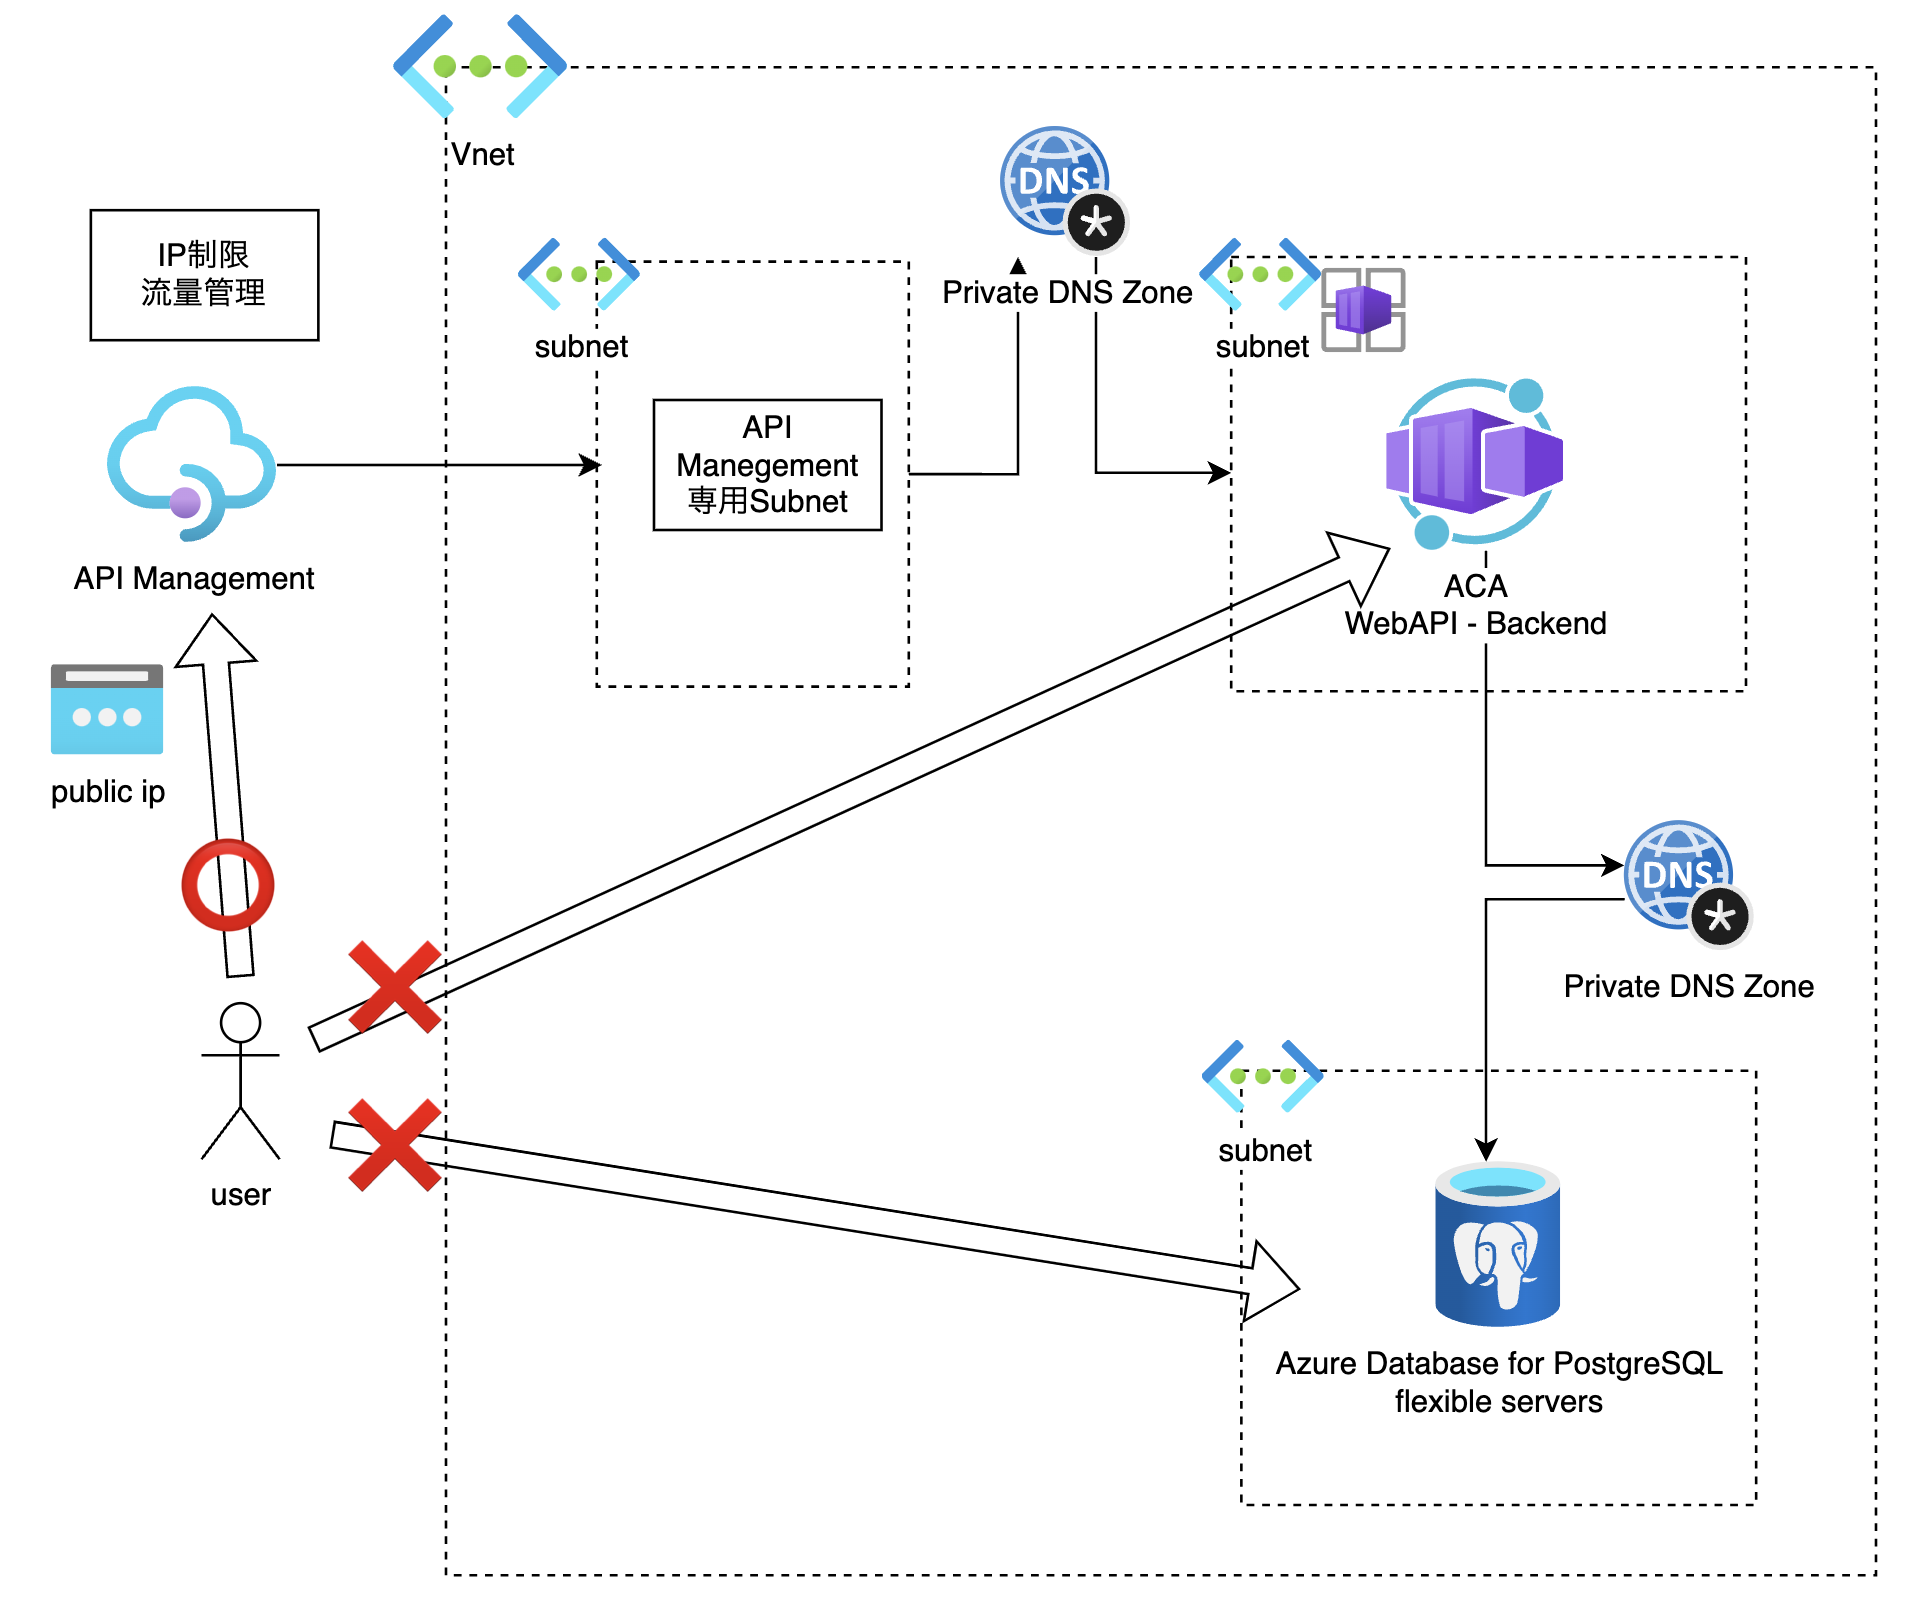 Vnet
IP制限
流量管理
DNS
Private DNS Zone
subnet
subnet
API
Manegement
専用Subnet
API Management
ACA
WebAPI - Backend
public ip
DNS
Private DNS Zone
subnet
user
Azure Database for PostgreSQL
flexible servers